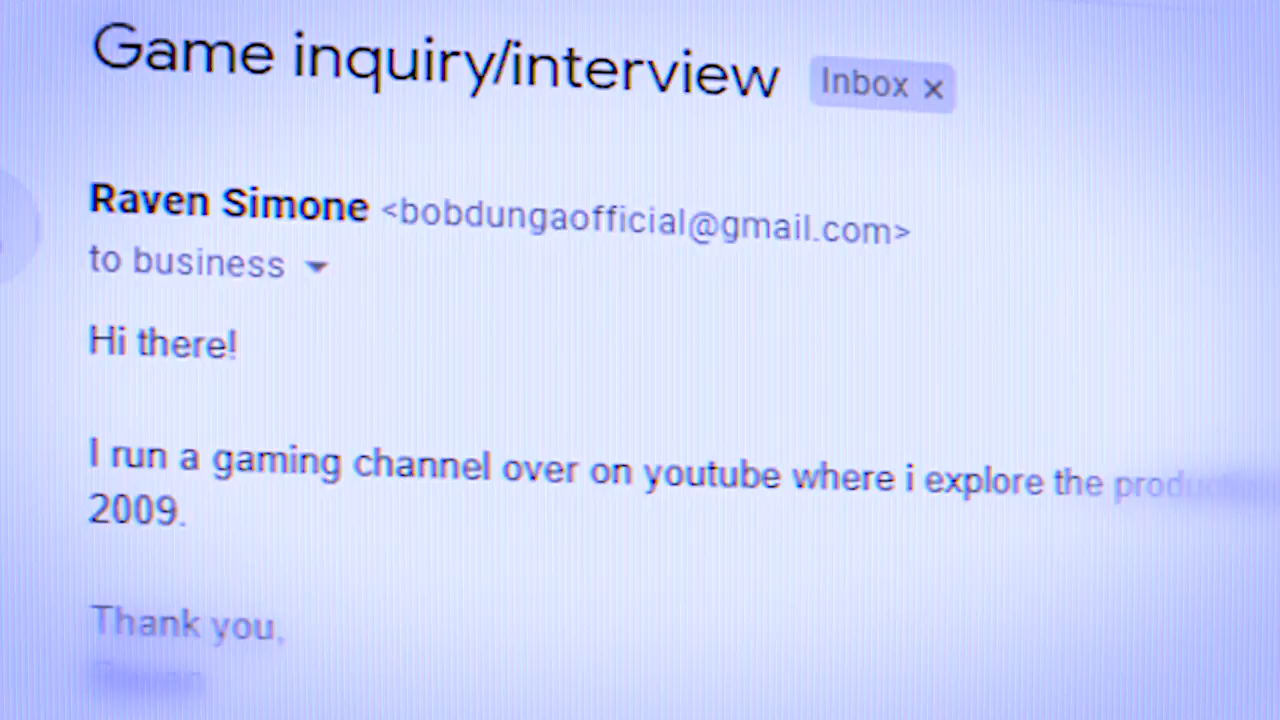 Game inquiry/interview Inbox ×
Raven Simone <bobdungaofficial@gmail.com>
to business
Hi there!
I run a gaming channel over on youtube where i explore the
2009.
Thank you,
Raven